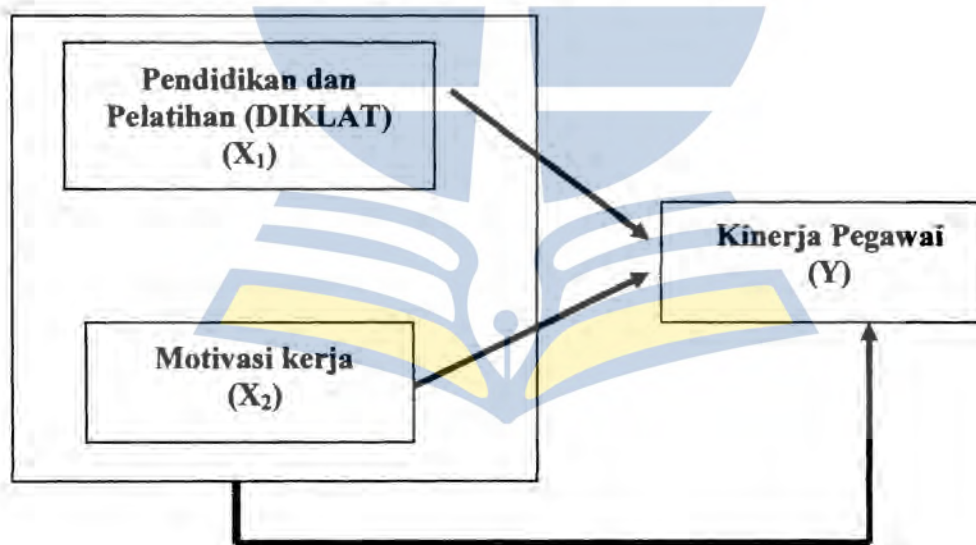 Pendidikan dan
Pelatihan (DIKLAT)
(X₁)
Kinerja Pegawai
(Y)
Motivasi kerja
(X₂)